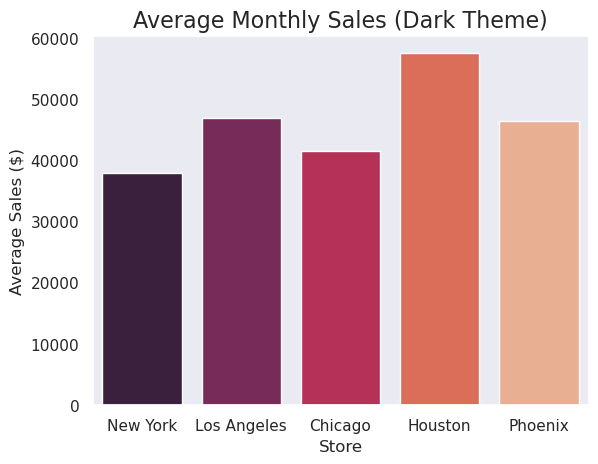 Average Monthly Sales (Dark Theme)
60000
50000
40000
30000
20000
10000
0
Average Sales ($)
New York Los Angeles Chicago Houston Phoenix
Store